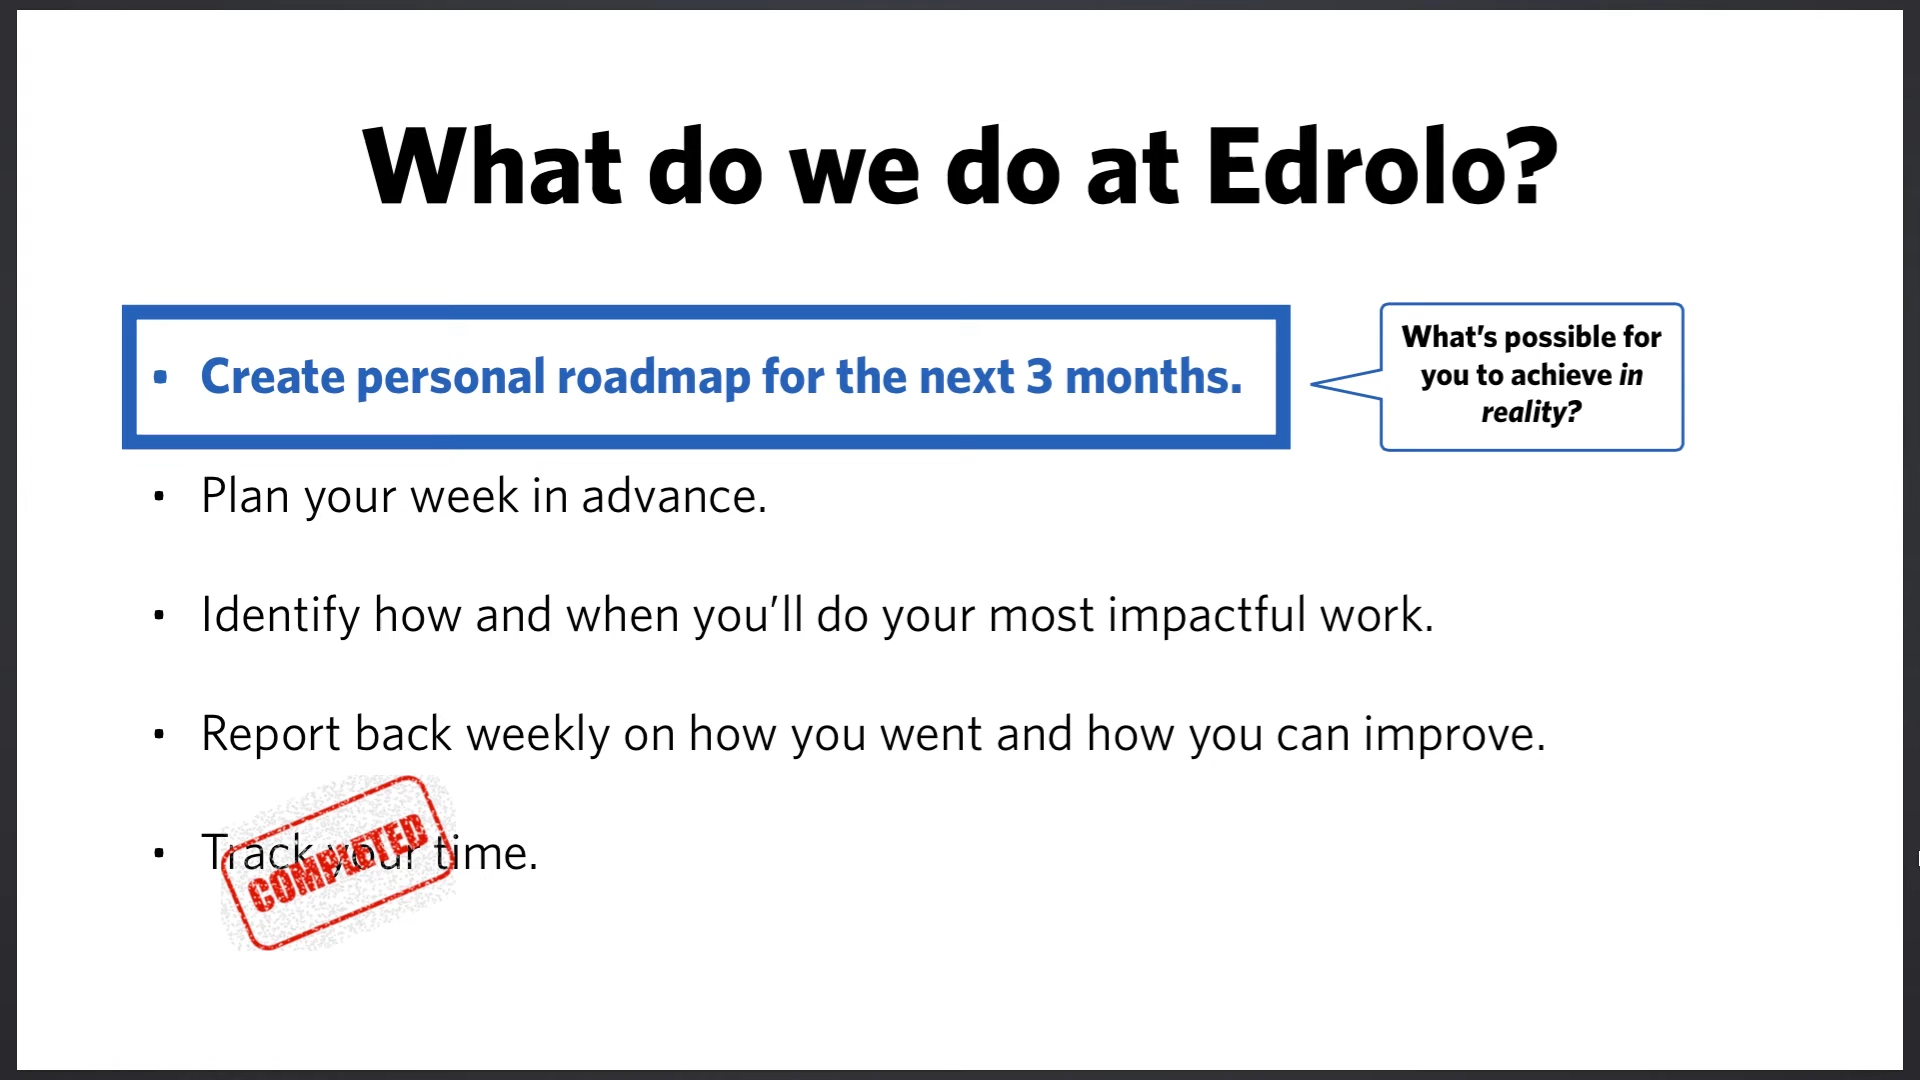 What do we do at Edrolo?
• Create personal roadmap for the next 3 months.
What's possible for
you to achieve in
reality?
• Plan your week in advance.
• Identify how and when you’ll do your most impactful work.
• Report back weekly on how you went and how you can improve.
• Track your time.
COMPLETED